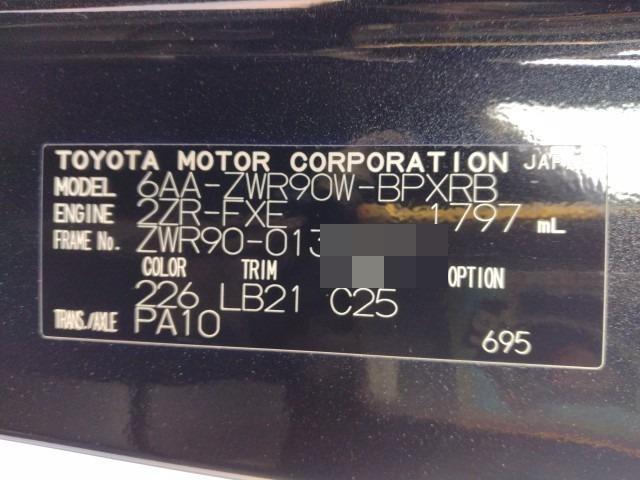 TOYOTA MOTOR CORPORATION JAPAN
MODEL 6AA-ZWR90W-BPXRB
ENGINE 2ZR-FXE 1797 mL
FRAME No. ZWR90-013
COLOR TRIM OPTION
226 LB21 C25
TRANS./AXLE PA10
695